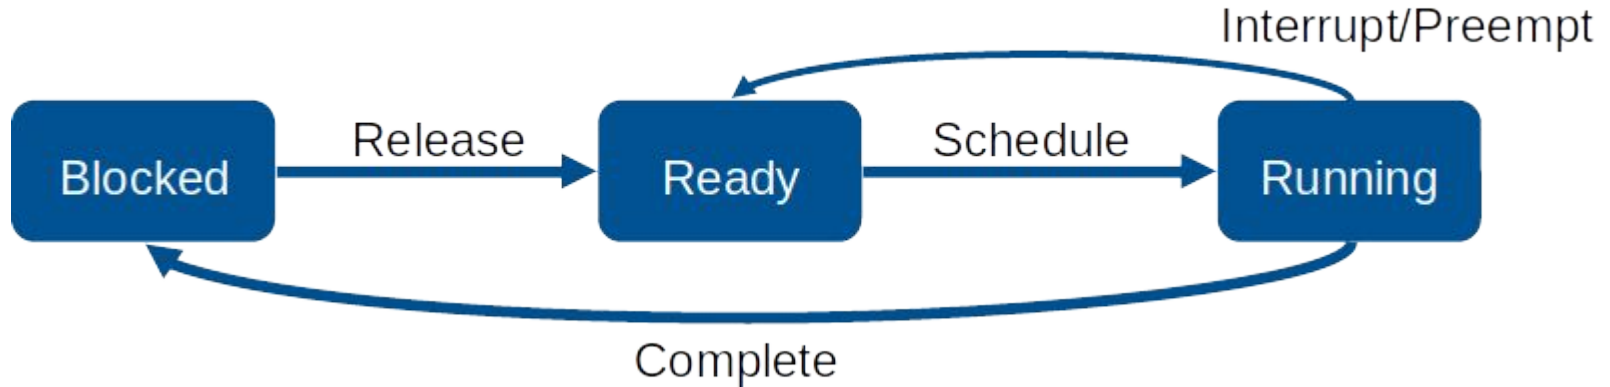 Interrupt/Preempt
Release
Schedule
Blocked
Ready
Running
Complete